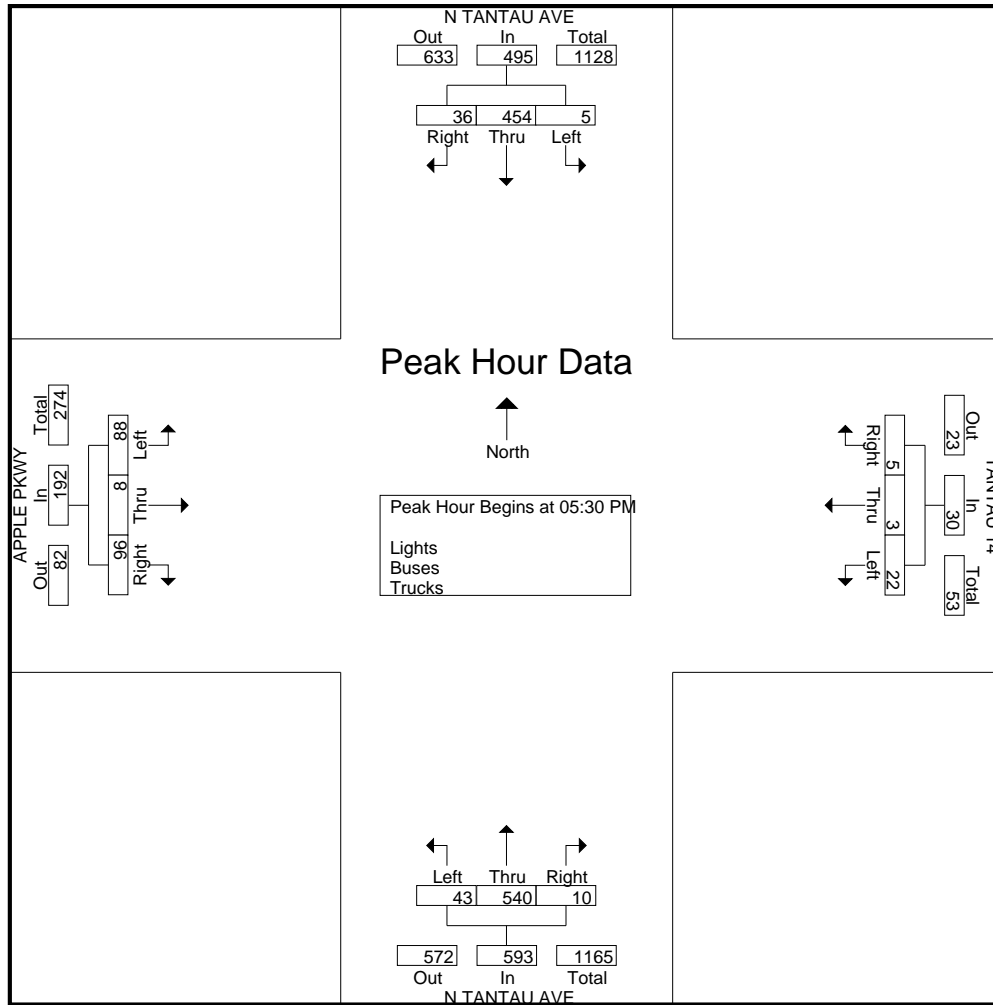 N TANTAU AVE
Out In Total
633 495 1128
36 454 5
Right Thru Left
Peak Hour Data
North
Peak Hour Begins at 05:30 PM
Lights
Buses
Trucks
APPLE PKWY
Out In Total
82 192 274
96 8 88
Right Thru Left
TANTAU 14
Out In Total
23 30 53
5 3 22
Right Thru Left
Left Thru Right
43 540 10
572 593 1165
Out In Total
N TANTAU AVE